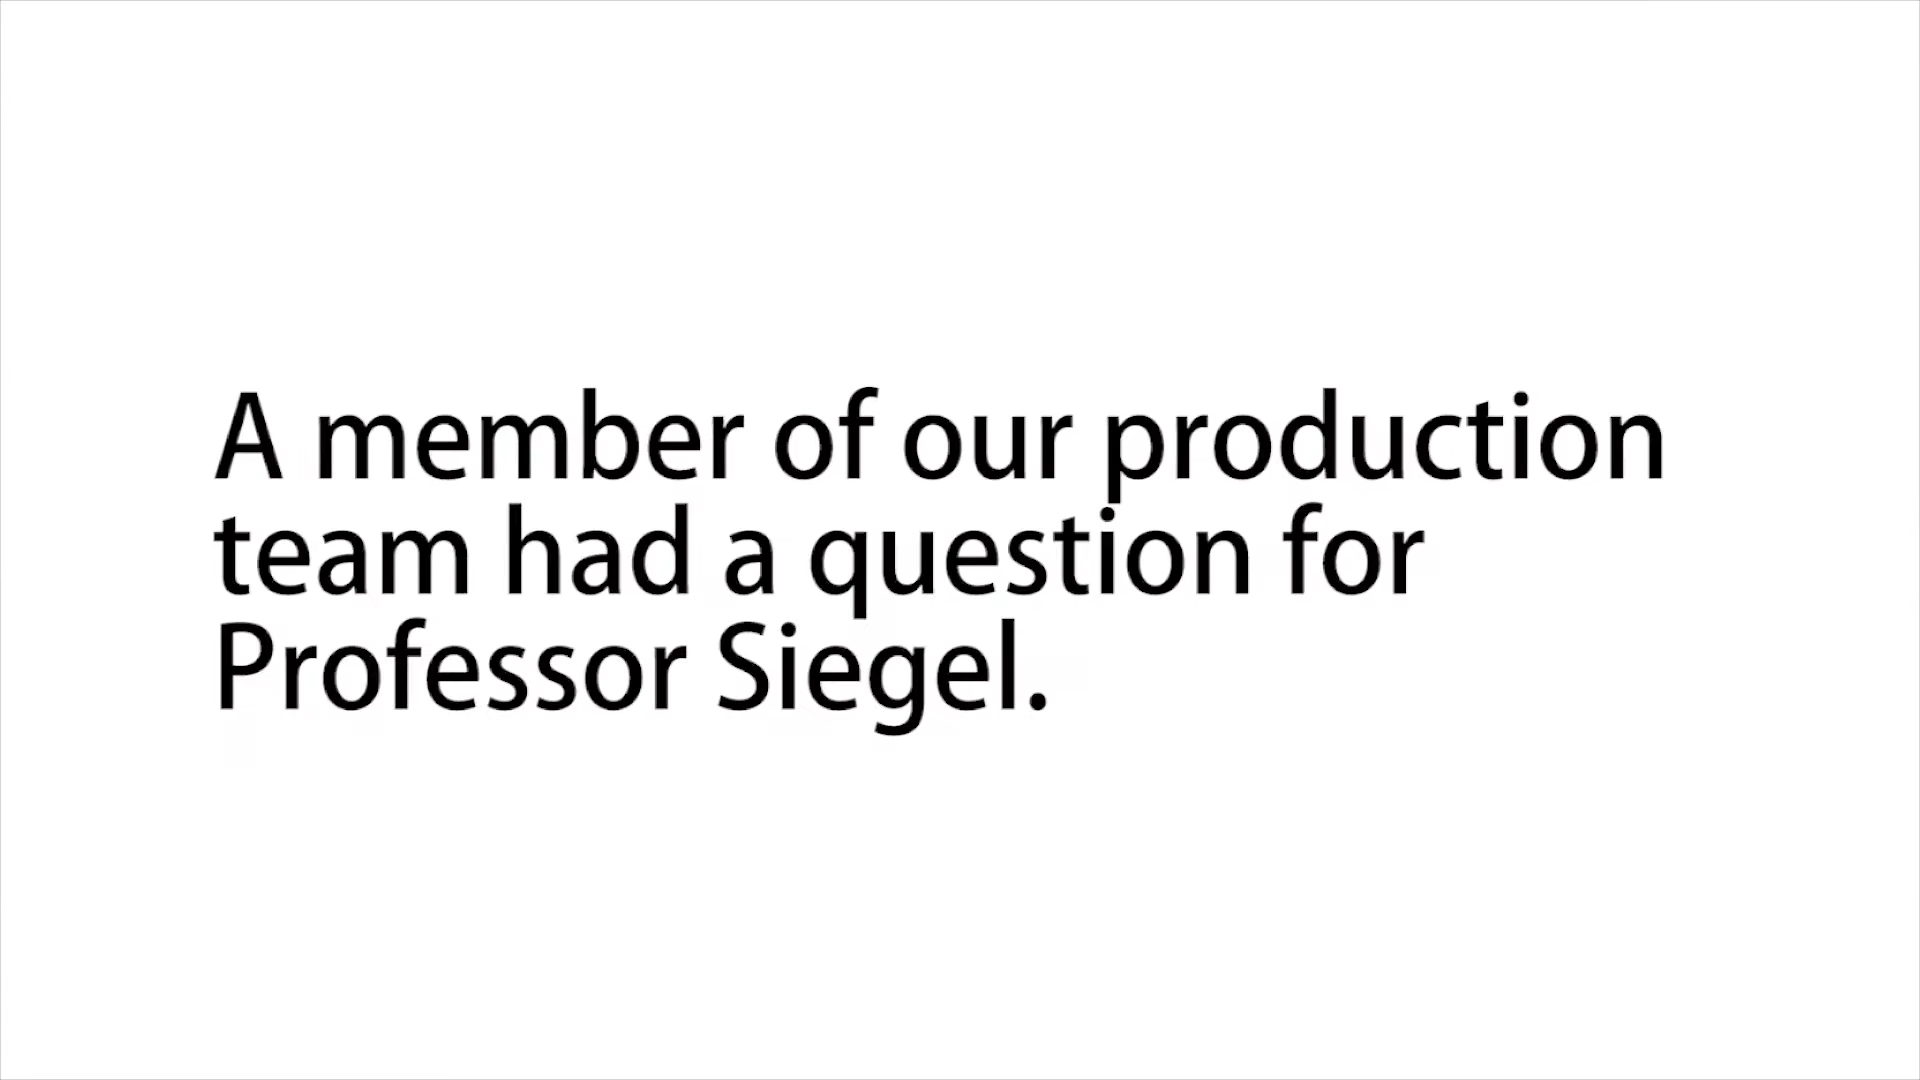 A member of our production
team had a question for
Professor Siegel.